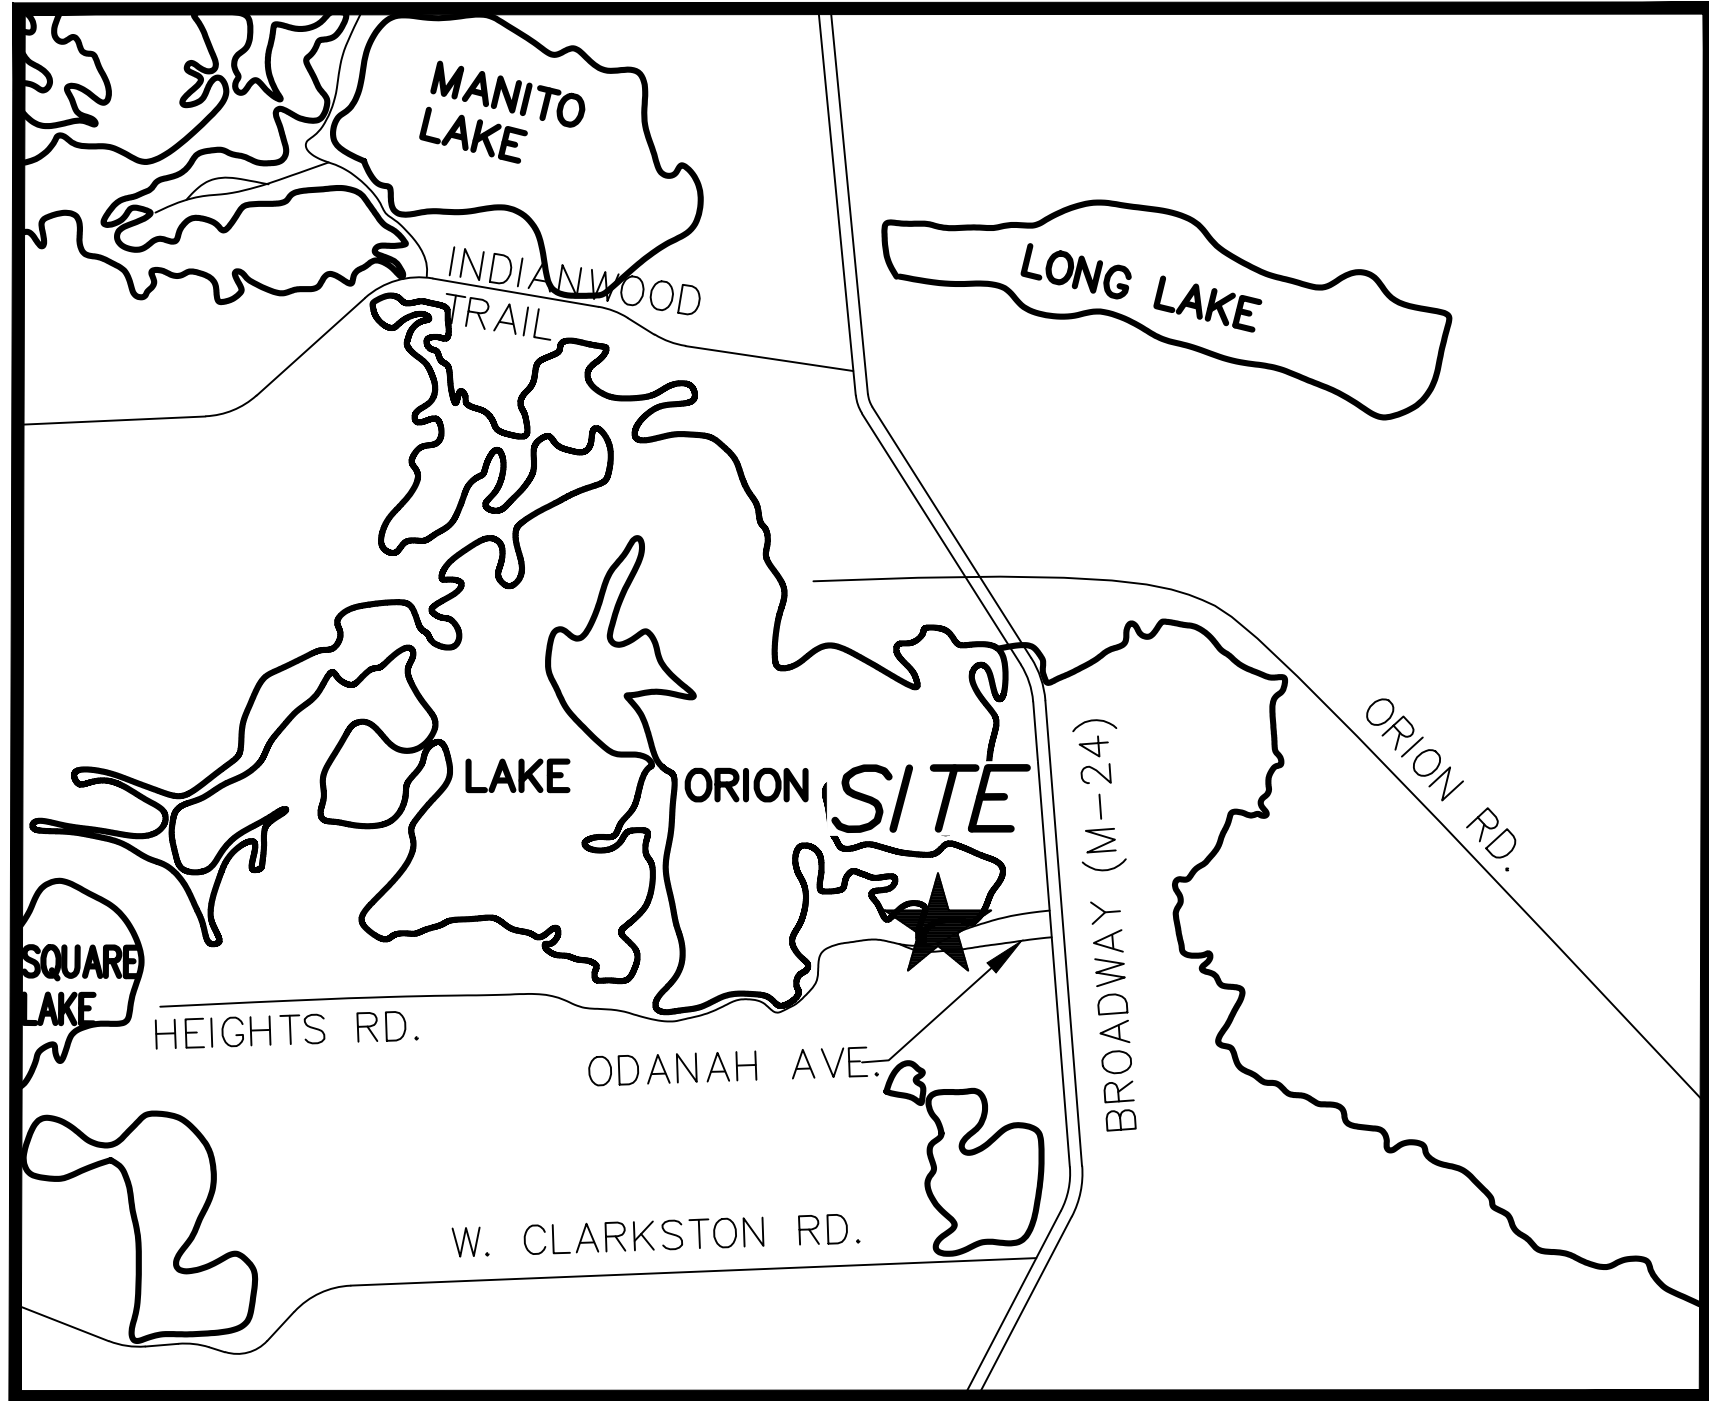 MANITO
LAKE
INDIANWOOD
TRAIL
LONG LAKE
ORION RD.
LAKE ORION
SITE
BROADWAY (M-24)
SQUARE
LAKE
HEIGHTS RD.
ODANAH AVE.
W. CLARKSTON RD.